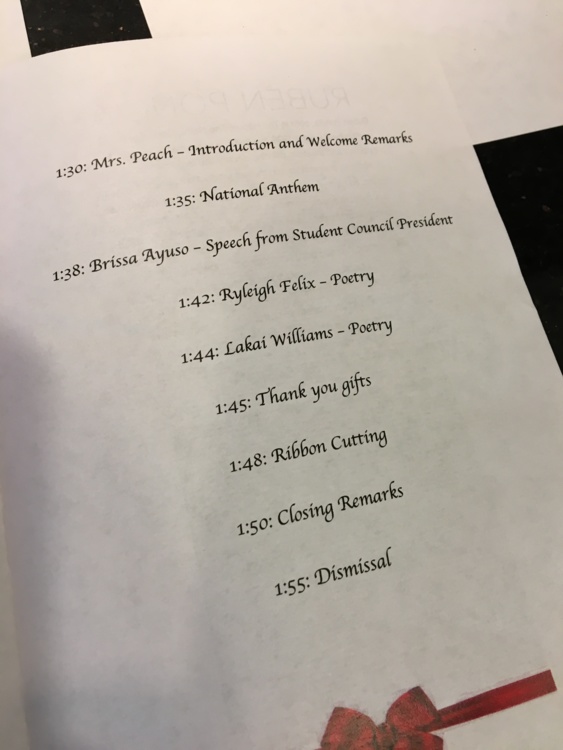 1:30: Mrs. Peach – Introduction and Welcome Remarks
1:35: National Anthem
1:38: Brissa Ayuso – Speech from Student Council President
1:42: Ryleigh Felix – Poetry
1:44: Lakai Williams – Poetry
1:45: Thank you gifts
1:48: Ribbon Cutting
1:50: Closing Remarks
1:55: Dismissal